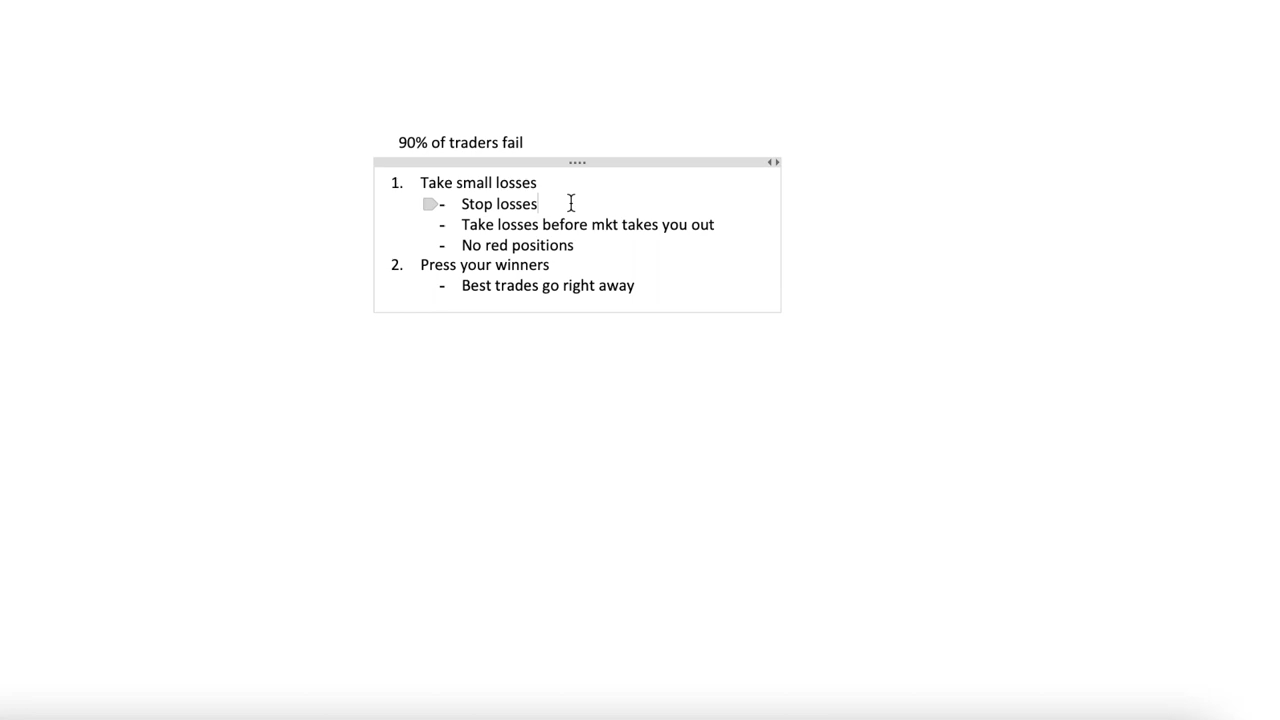 90% of traders fail
1. Take small losses
- Stop losses
- Take losses before mkt takes you out
- No red positions
2. Press your winners
- Best trades go right away